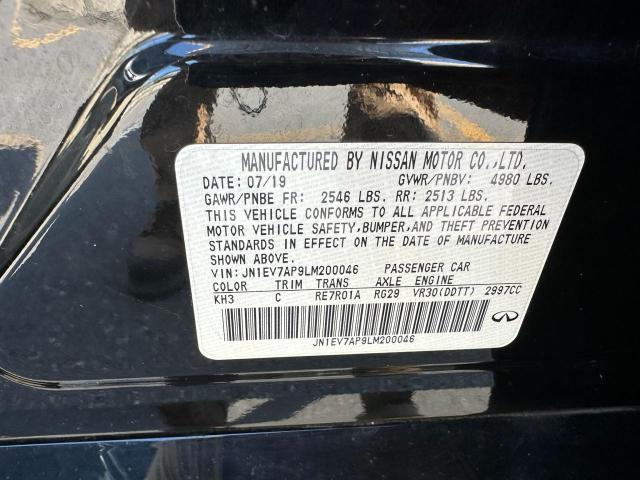 MANUFACTURED BY NISSAN MOTOR CO.,LTD.
DATE: 07/19 GVWR/PNBV: 4980 LBS.
GAWR/PNBE FR: 2546 LBS. RR: 2513 LBS.
THIS VEHICLE CONFORMS TO ALL APPLICABLE FEDERAL
MOTOR VEHICLE SAFETY,BUMPER,AND THEFT PREVENTION
STANDARDS IN EFFECT ON THE DATE OF MANUFACTURE
SHOWN ABOVE.
VIN: JN1EV7AP9LM200046 PASSENGER CAR
COLOR TRIM TRANS AXLE ENGINE
KH3 C RE7R01A RG29 VR30(DDTT) 2997CC
JN1EV7AP9LM200046